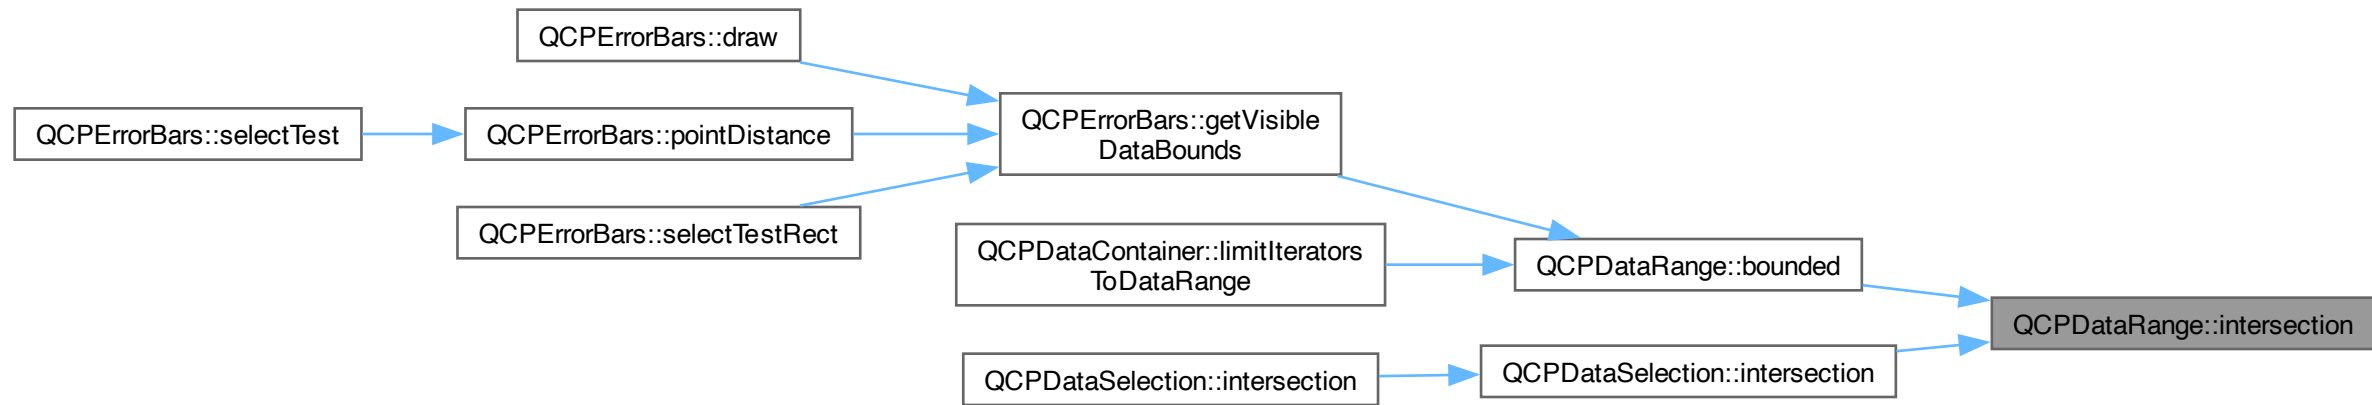 QCPErrorBars::draw
QCPErrorBars::selectTest
QCPErrorBars::pointDistance
QCPErrorBars::getVisible
DataBounds
QCPErrorBars::selectTestRect
QCPDataContainer::limitIterators
ToDataRange
QCPDataRange::bounded
QCPDataRange::intersection
QCPDataSelection::intersection
QCPDataSelection::intersection